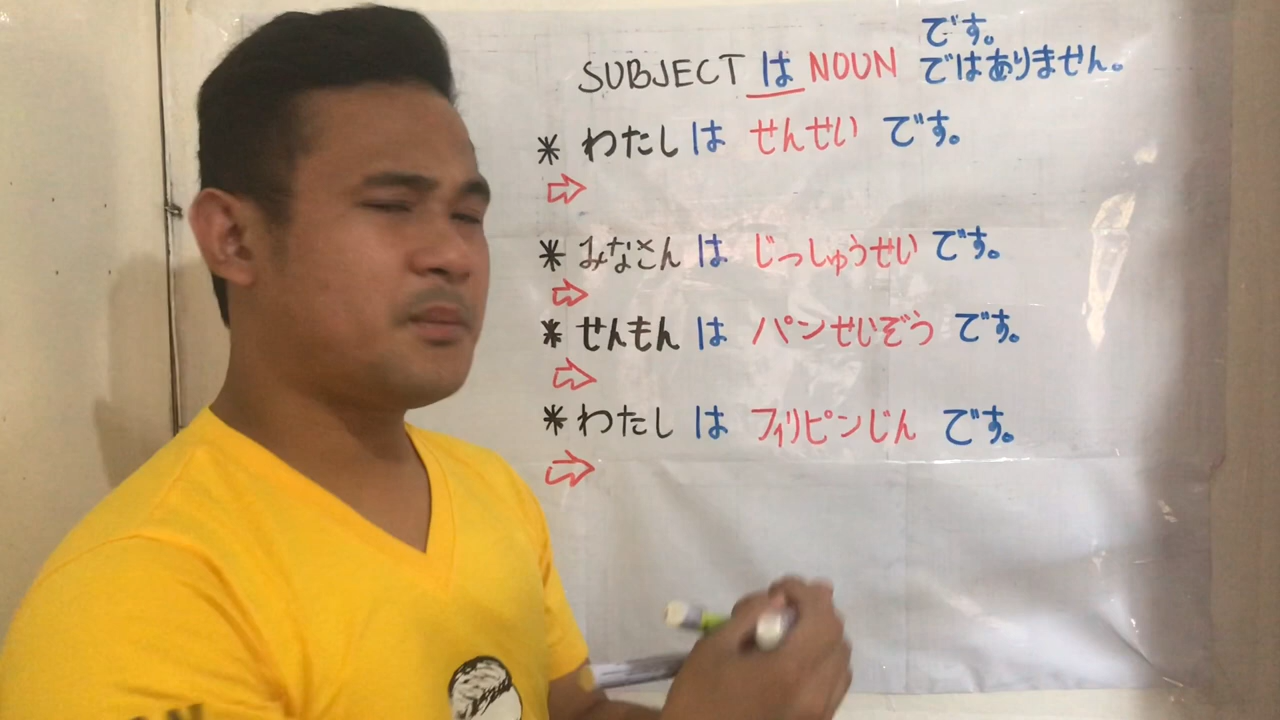 です。
SUBJECT は NOUN ではありません。
* わたし は せんせい です。
⇨
* みなさん は じっしゅうせい です。
⇨
* せんもん は パンせいぞう です。
⇨
* わたし は フィリピンじん です。
⇨